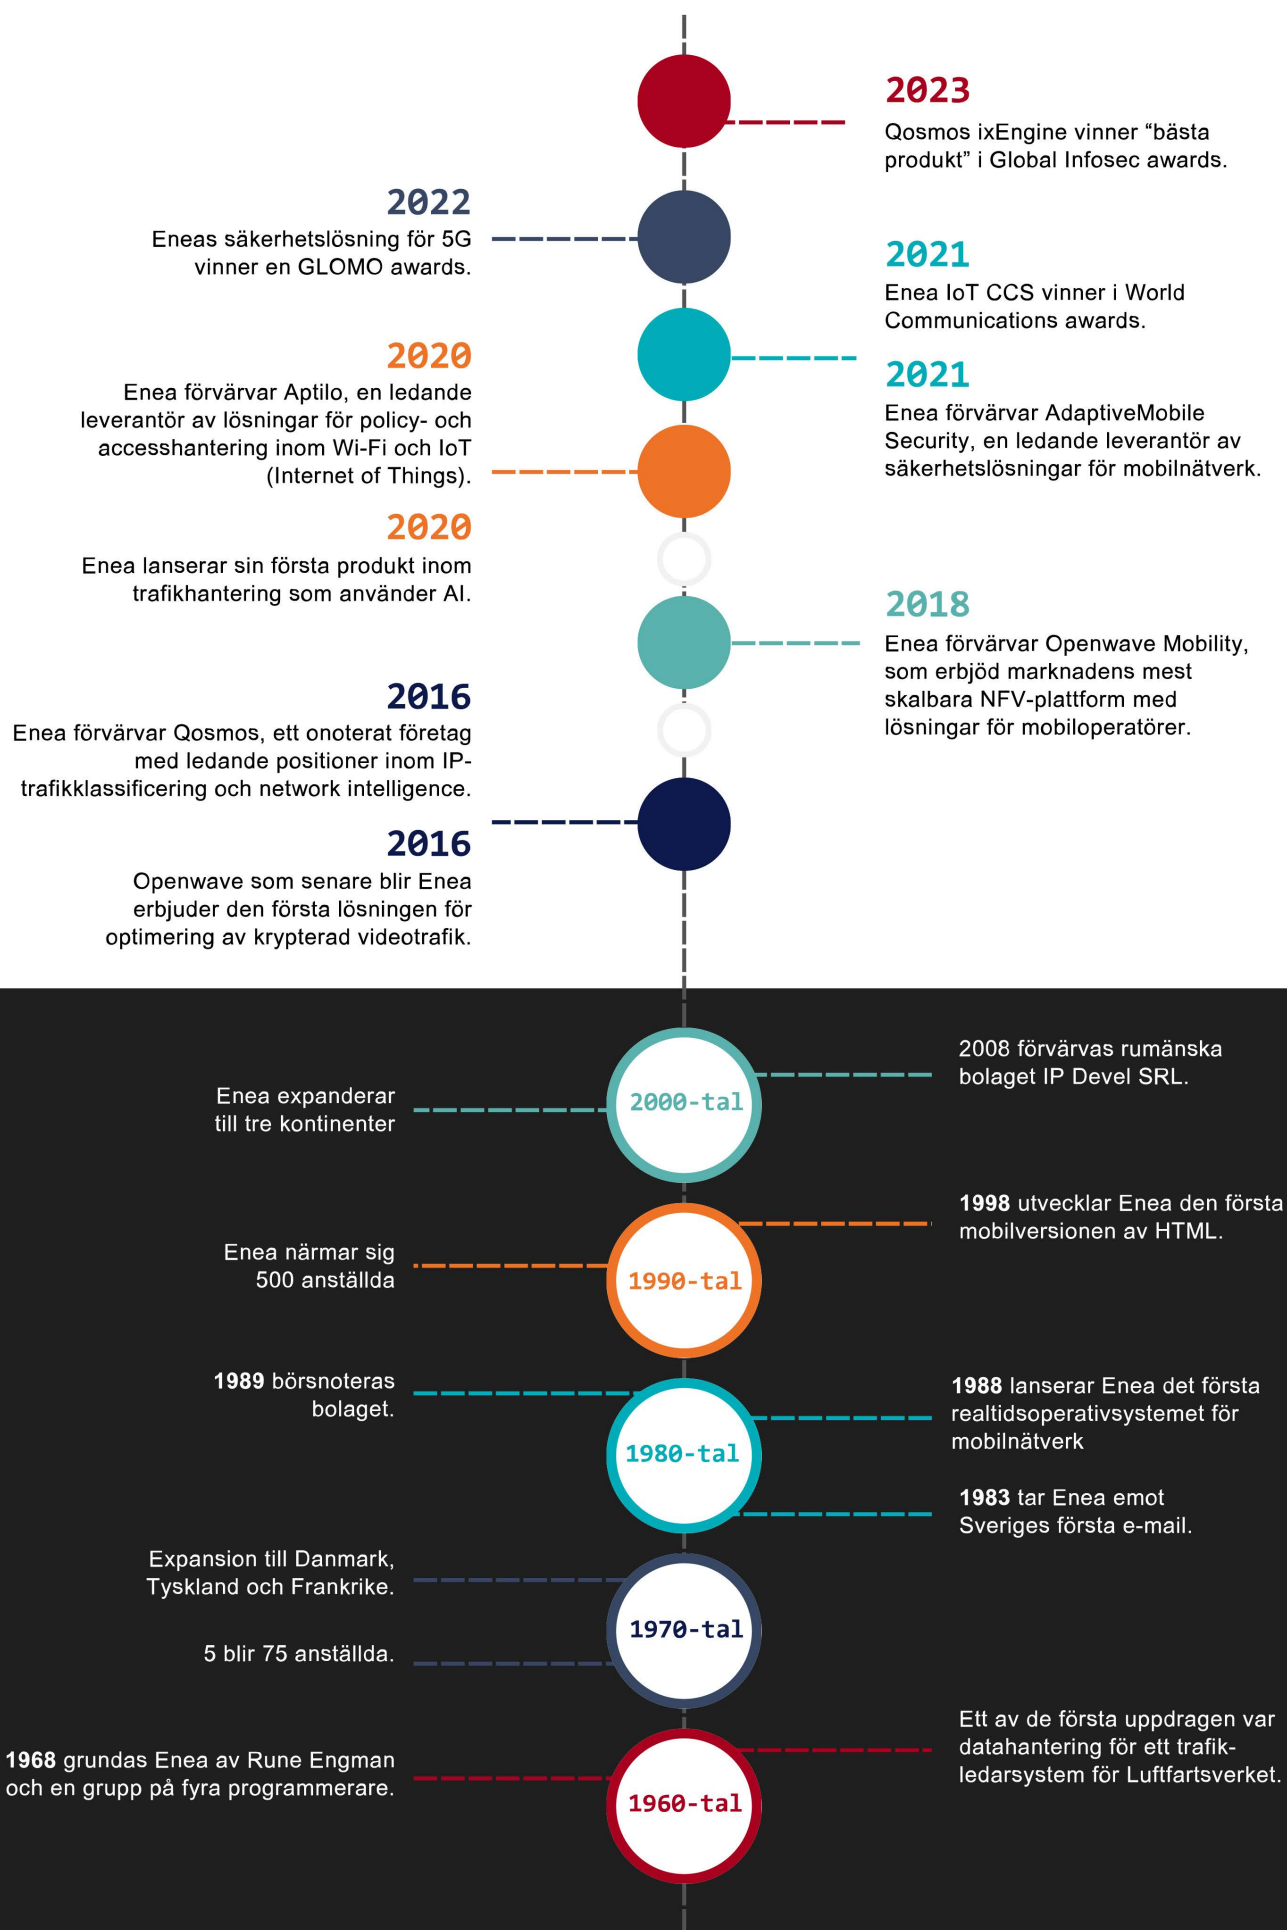 2023
Qosmos ixEngine vinner “bästa
produkt” i Global Infosec awards.
2022
Eneas säkerhetslösning för 5G
vinner en GLOMO awards.
2021
Enea IoT CCS vinner i World
Communications awards.
2021
Enea förvärvar AdaptiveMobile
Security, en ledande leverantör av
säkerhetslösningar för mobilnätverk.
2020
Enea förvärvar Aptilo, en ledande
leverantör av lösningar för policy- och
accesshantering inom Wi-Fi och IoT
(Internet of Things).
2020
Enea lanserar sin första produkt inom
trafikhantering som använder AI.
2018
Enea förvärvar Openwave Mobility,
som erbjöd marknadens mest
skalbara NFV-plattform med
lösningar för mobiloperatörer.
2016
Enea förvärvar Qosmos, ett onoterat företag
med ledande positioner inom IP-
trafikklassificering och network intelligence.
2016
Openwave som senare blir Enea
erbjuder den första lösningen för
optimering av krypterad videotrafik.
2000-tal
2008 förvärvas rumänska
bolaget IP Devel SRL.
Enea expanderar
till tre kontinenter
1990-tal
1998 utvecklar Enea den första
mobilversionen av HTML.
Enea närmar sig
500 anställda
1980-tal
1989 börsnoteras
bolaget.
1988 lanserar Enea det första
realtidsoperativsystemet för
mobilnätverk
1983 tar Enea emot
Sveriges första e-mail.
1970-tal
Expansion till Danmark,
Tyskland och Frankrike.
5 blir 75 anställda.
1960-tal
Ett av de första uppdragen var
datahantering för ett trafik-
ledarsystem för Luftfartsverket.
1968 grundas Enea av Rune Engman
och en grupp på fyra programmerare.